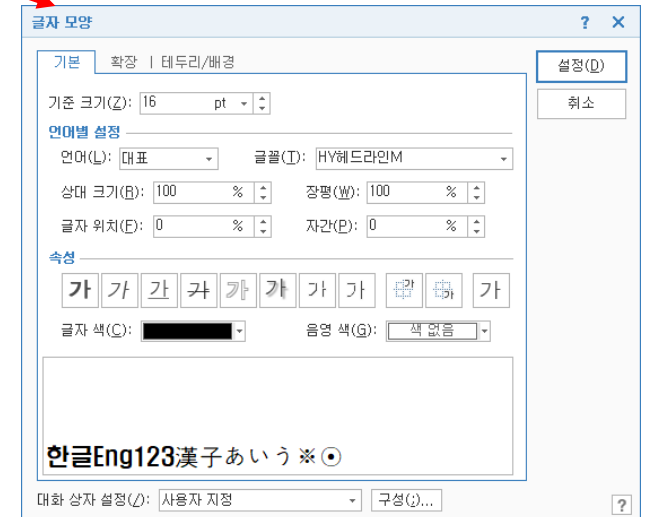 글자 모양 ? ×
기본 확장 | 테두리/배경
설정(D)
기준 크기(Z): 16 pt
취소
언어별 설정
언어(L): 대표 글꼴(T): HY헤드라인M
상대 크기(R): 100 % 장평(W): 100 %
글자 위치(F): 0 % 자간(P): 0 %
속성
가 가 가 가 가 가 가 가 가 가 가
글자 색(C): 음영 색(G): 색 없음
한글Eng123漢子あいう※⊙
대화 상자 설정(/): 사용자 지정 구성(;)... ?